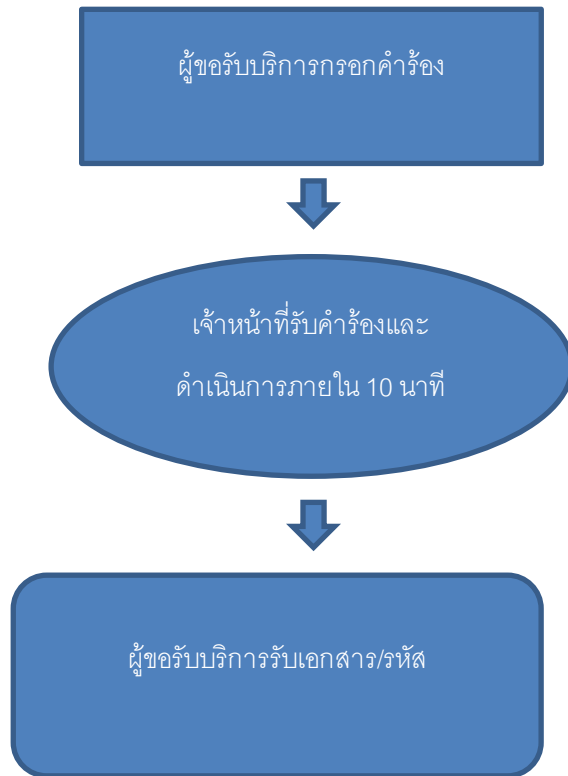 ผู้ขอรับบริการกรอกคำร้อง
เจ้าหน้าที่รับคำร้องและ
ดำเนินการภายใน 10 นาที
ผู้ขอรับบริการรับเอกสาร/รหัส